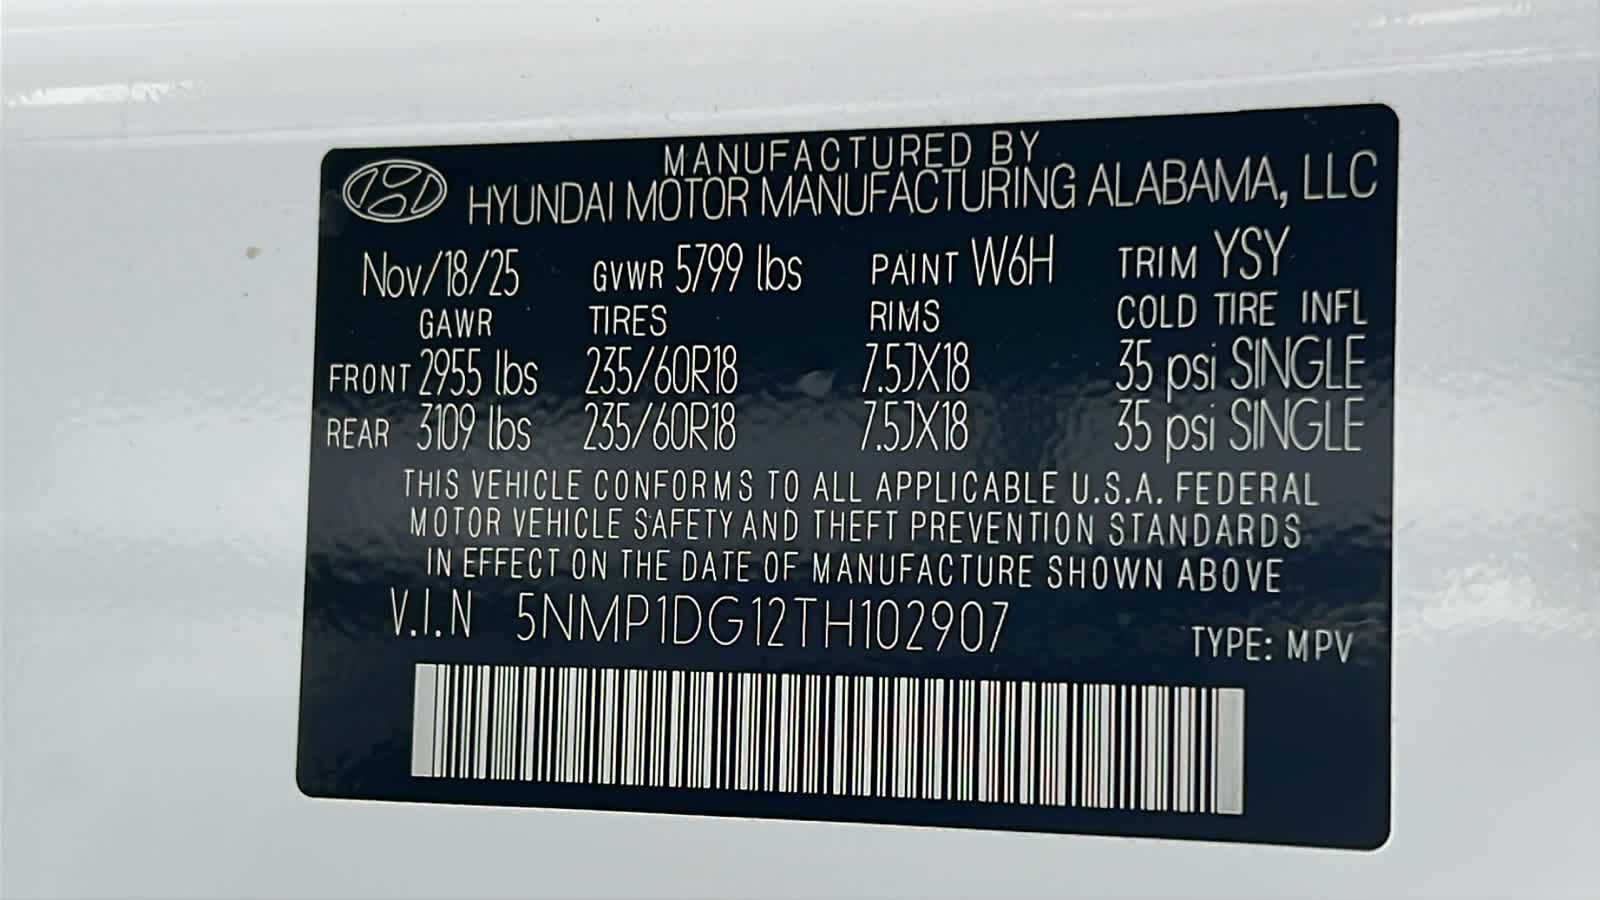 MANUFACTURED BY
HYUNDAI MOTOR MANUFACTURING ALABAMA, LLC
Nov/18/25 GVWR 5799 lbs PAINT W6H TRIM YSY
GAWR TIRES RIMS COLD TIRE INFL
FRONT 2955 lbs 235/60R18 7.5JX18 35 psi SINGLE
REAR 3109 lbs 235/60R18 7.5JX18 35 psi SINGLE
THIS VEHICLE CONFORMS TO ALL APPLICABLE U.S.A. FEDERAL
MOTOR VEHICLE SAFETY AND THEFT PREVENTION STANDARDS
IN EFFECT ON THE DATE OF MANUFACTURE SHOWN ABOVE
V.I.N 5NMP1DG12TH102907 TYPE: MPV